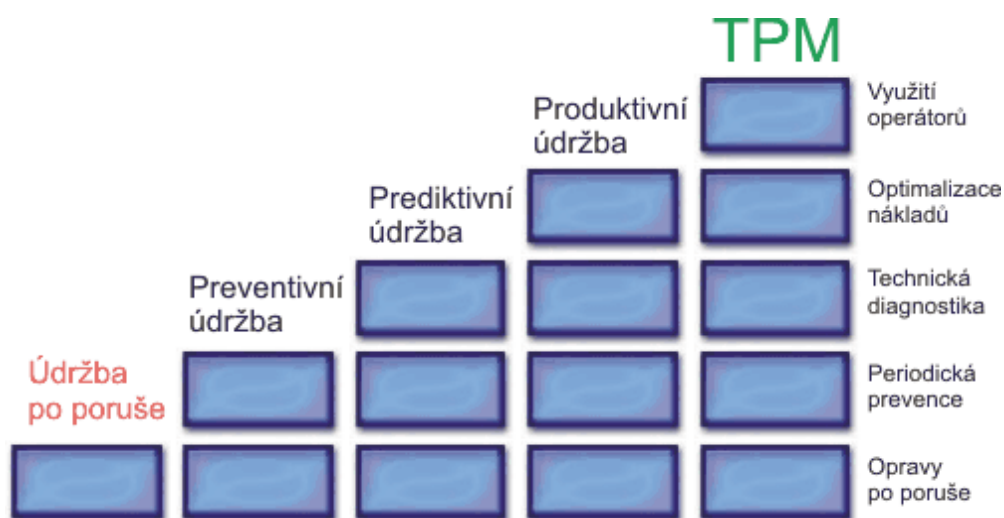 TPM
Využití
operátorů
Produktivní
údržba
Optimalizace
nákladů
Prediktivní
údržba
Technická
diagnostika
Preventivní
údržba
Periodická
prevence
Údržba
po poruše
Opravy
po poruše